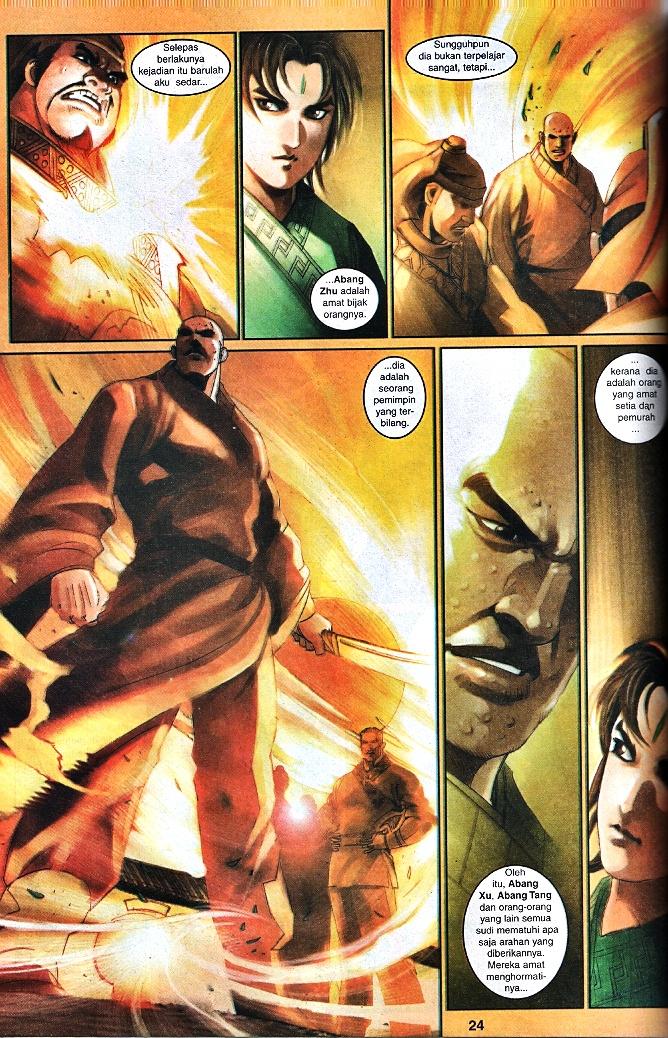 Selepas
berlakunya
kejadian itu barulah
aku sedar...
...Abang
Zhu adalah
amat bijak
orangnya.
Sungguhpun
dia bukan terpelajar
sangat, tetapi...
...dia
adalah
seorang
pemimpin
yang ter-
bilang.
...
kerana dia
adalah orang
yang amat
setia dan
pemurah
...
Oleh
itu, Abang
Xu, Abang Tang
dan orang-orang
yang lain semua
sudi mematuhi apa
saja arahan yang
diberikannya.
Mereka amat
menghormati-
nya...
24